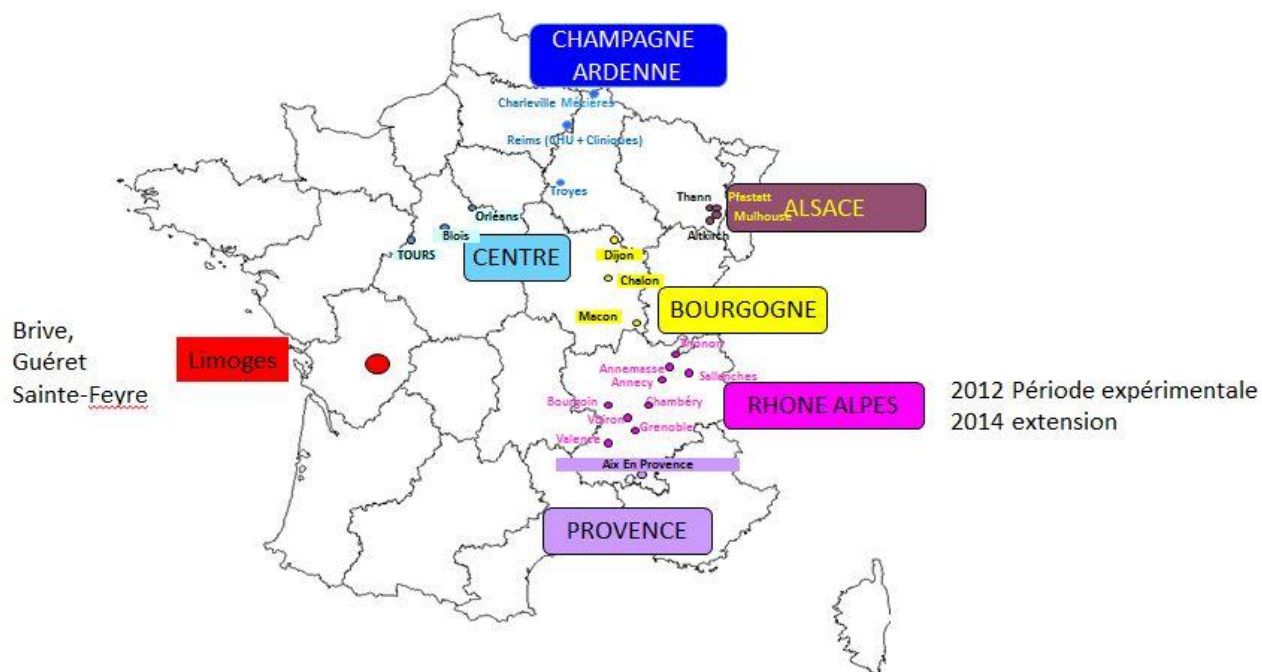 CHAMPAGNE
ARDENNE
Charleville Mézières
Reims (CHU + Cliniques)
Troyes
Thann
Pfastatt
ALSACE
Mulhouse
Altkirch
Orléans
Blois
TOURS
CENTRE
Dijon
Chalon
Macon
BOURGOGNE
Brive,
Guéret
Sainte-Feyre
Limoges
Thonon
Annemasse
Annecy
Sallanches
Bourgoin
Chambéry
Voiron
Grenoble
Valence
RHONE ALPES
2012 Période expérimentale
2014 extension
Aix En Provence
PROVENCE